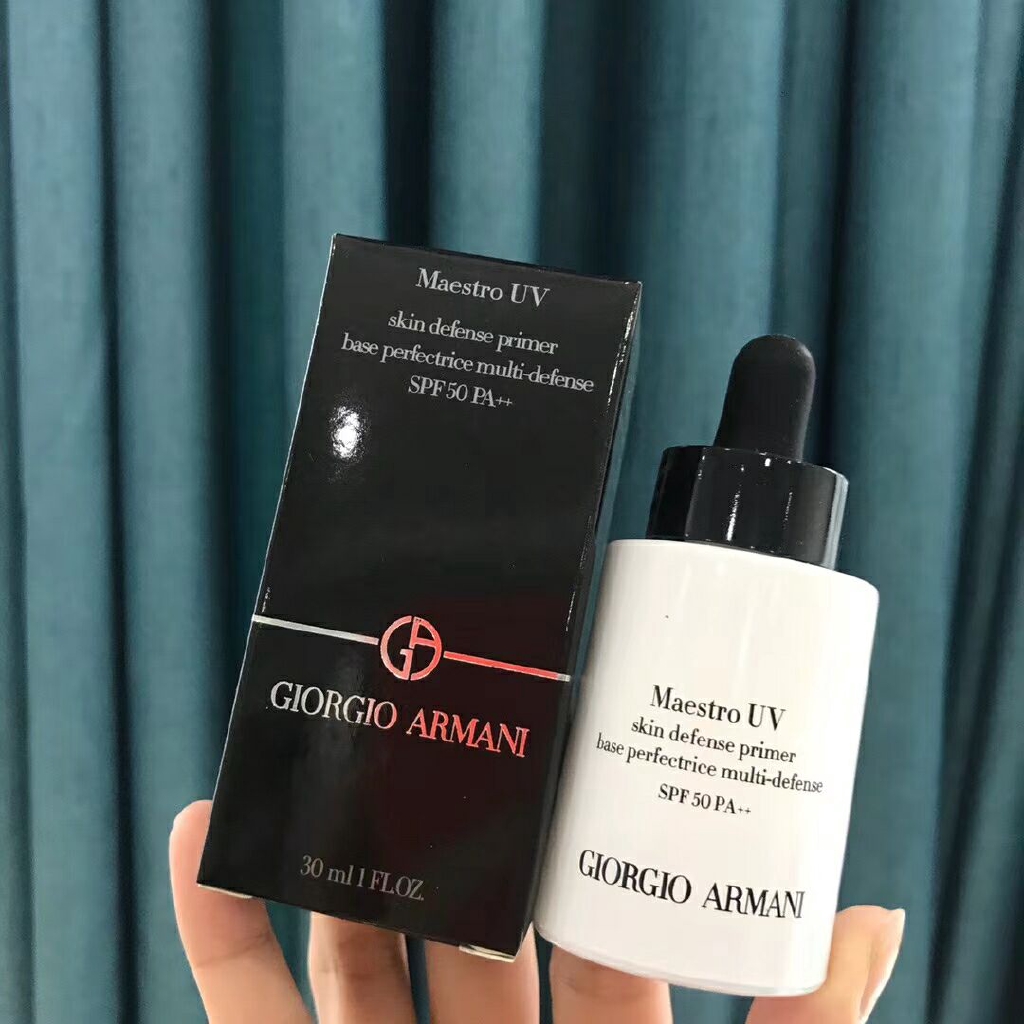 Maestro UV
skin defense primer
base perfectrice multi-defense
SPF 50 PA++
GA
GIORGIO ARMANI
30 ml 1 FL.OZ.
Maestro UV
skin defense primer
base perfectrice multi-defense
SPF 50 PA++
GIORGIO ARMANI